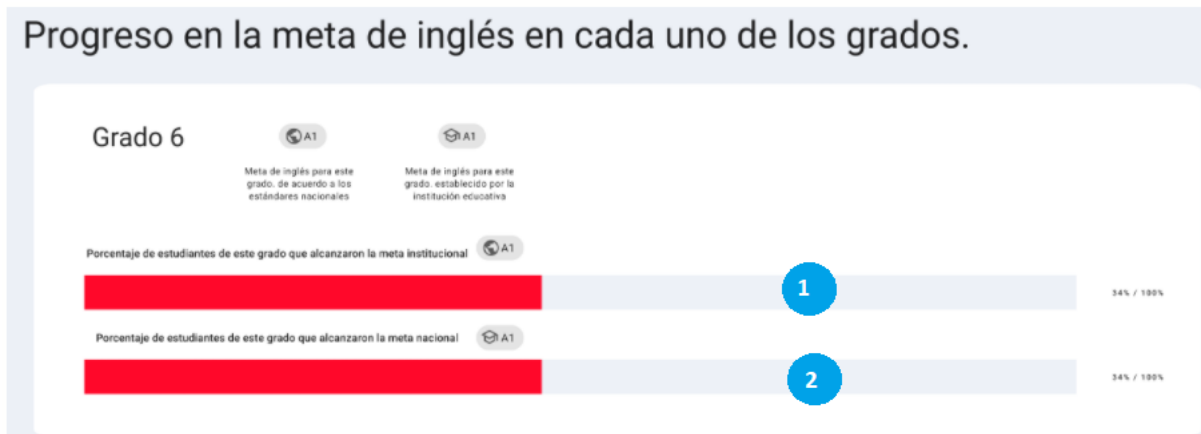 Progreso en la meta de inglés en cada uno de los grados.
Grado 6
A1
A1
Meta de inglés para este
grado. de acuerdo a los
estándares nacionales
Meta de inglés para este
grado. establecido por la
institución educativa
Porcentaje de estudiantes de este grado que alcanzaron la meta institucional A1
1
34% / 100%
Porcentaje de estudiantes de este grado que alcanzaron la meta nacional A1
2
34% / 100%